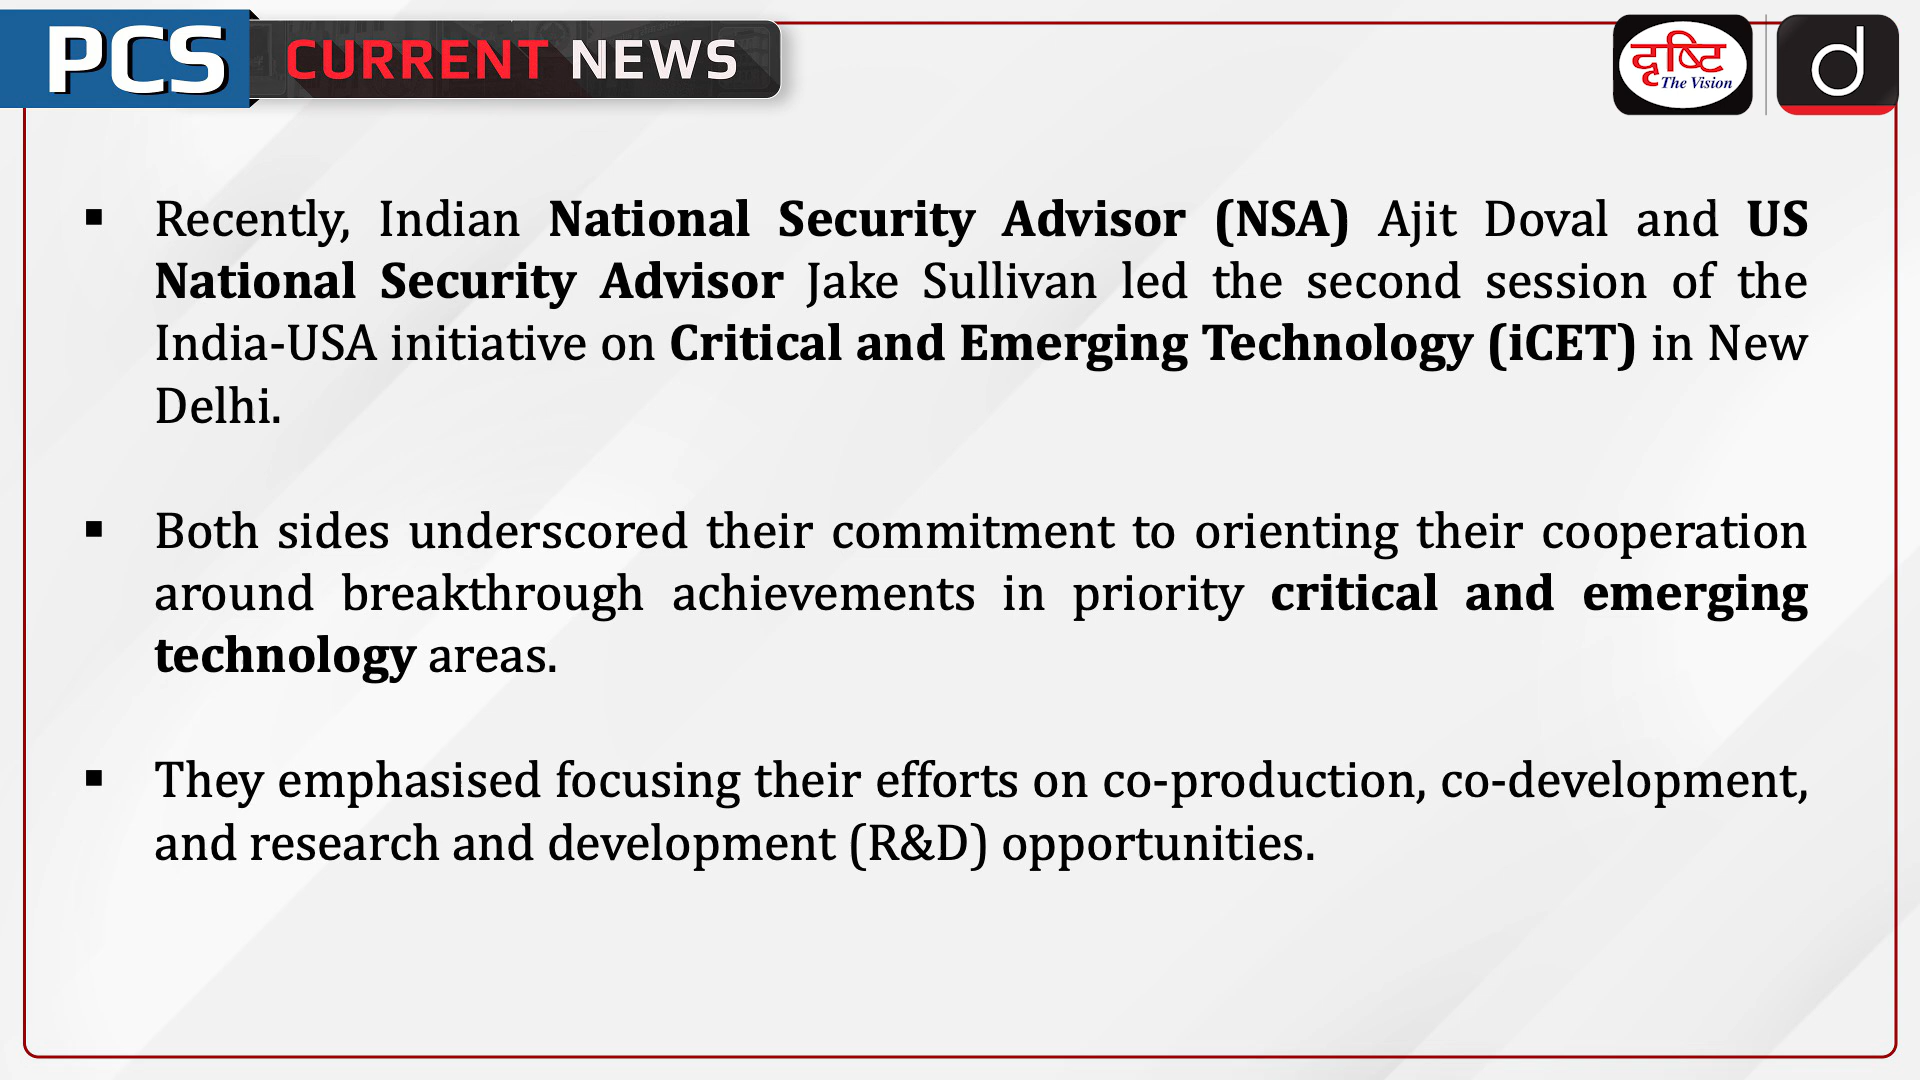 PCS CURRENT NEWS
दृष्टि
The Vision
d
▪ Recently, Indian National Security Advisor (NSA) Ajit Doval and US
National Security Advisor Jake Sullivan led the second session of the
India-USA initiative on Critical and Emerging Technology (iCET) in New
Delhi.
▪ Both sides underscored their commitment to orienting their cooperation
around breakthrough achievements in priority critical and emerging
technology areas.
▪ They emphasised focusing their efforts on co-production, co-development,
and research and development (R&D) opportunities.